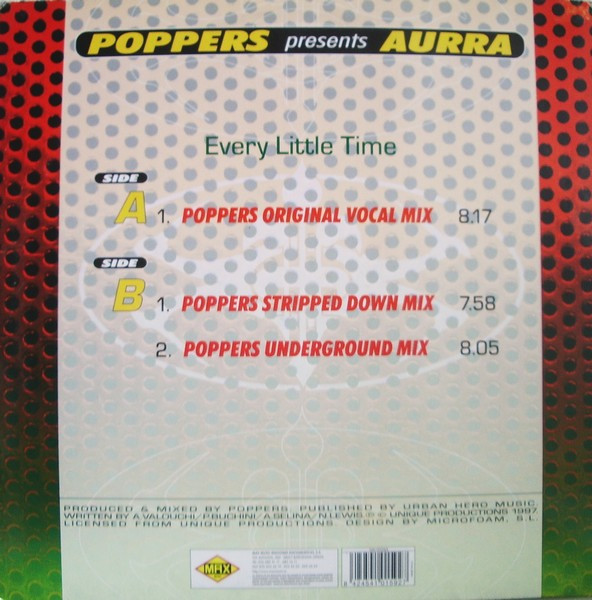 POPPERS presents AURRA
Every Little Time
SIDE
A 1. POPPERS ORIGINAL VOCAL MIX 8.17
SIDE
B 1. POPPERS STRIPPED DOWN MIX 7.58
2. POPPERS UNDERGROUND MIX 8.05
PRODUCED & MIXED BY POPPERS. PUBLISHED BY URBAN HERO MUSIC.
WRITTEN BY A.VALOUCHI/P.BUCHINI/A.SELINA/N.LEWIS ℗ © UNIQUE PRODUCTIONS 1997
LICENSED FROM UNIQUE PRODUCTIONS. DESIGN BY MICROFOAM, S.L.
MAX